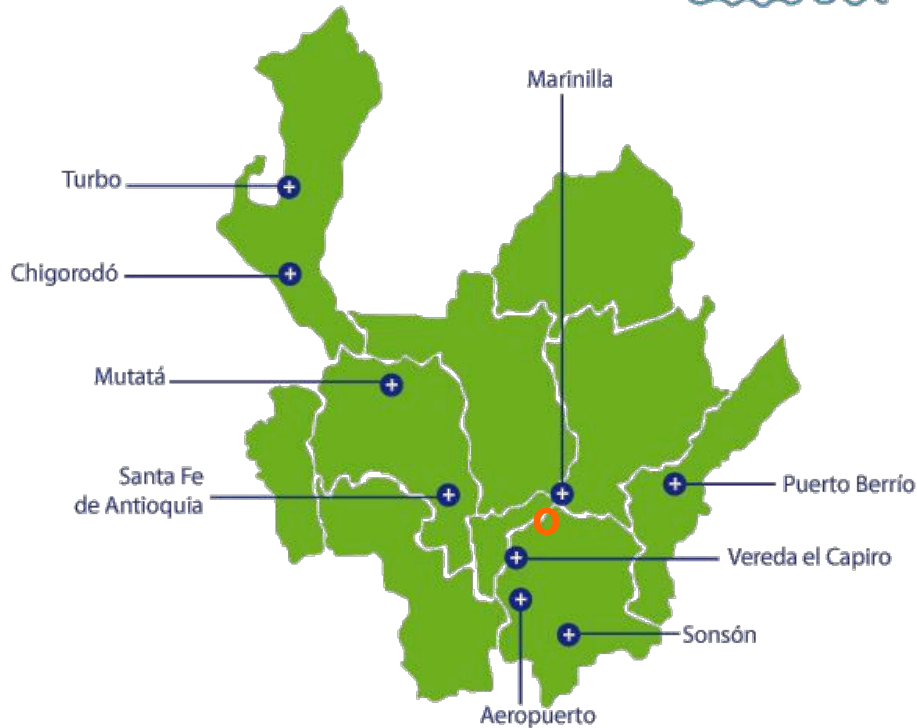 Marinilla
Turbo
Chigorodó
Mutatá
Santa Fe
de Antioquia
Puerto Berrío
Vereda el Capiro
Sonsón
Aeropuerto